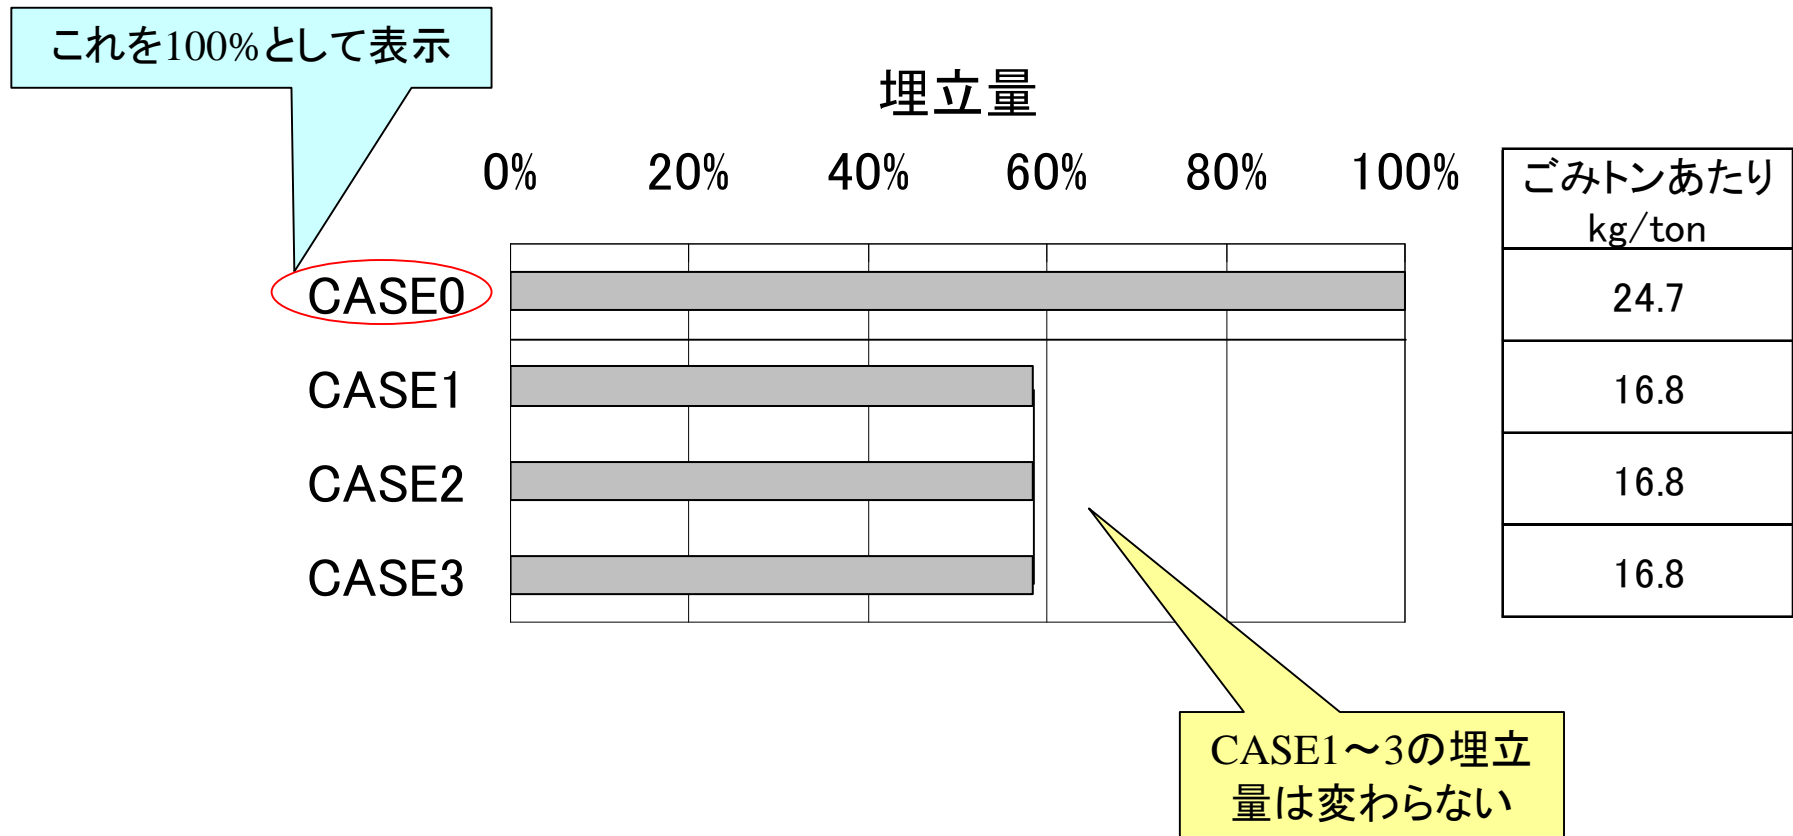 これを100%として表示
埋立量
0% 20% 40% 60% 80% 100%
ごみトンあたり
kg/ton
CASE0 24.7
CASE1 16.8
CASE2 16.8
CASE3 16.8
CASE1～3の埋立
量は変わらない